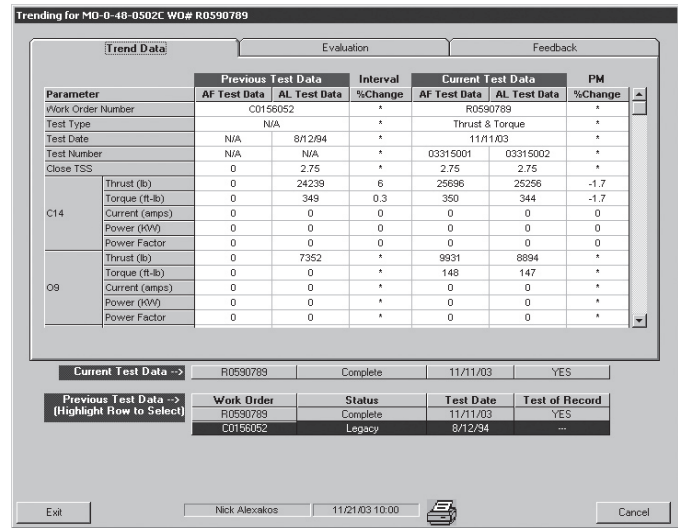 Trending for MO-0-48-0502C WO# R0590789
Trend Data Evaluation Feedback
Previous Test Data Interval Current Test Data PM
Parameter AF Test Data AL Test Data %Change AF Test Data AL Test Data %Change
Work Order Number C0156052 * R0590789 *
Test Type N/A * Thrust & Torque *
Test Date N/A 8/12/94 * 11/11/03 *
Test Number N/A N/A * 03315001 03315002 *
Close TSS 0 2.75 * 2.75 2.75 *
Thrust (lb) 0 24239 6 25696 25256 -1.7
Torque (ft-lb) 0 349 0.3 350 344 -1.7
C14 Current (amps) 0 0 * 0 0 0
Power (KW) 0 0 * 0 0 0
Power Factor 0 0 * 0 0 0
Thrust (lb) 0 7352 * 9931 8894 *
Torque (ft-lb) 0 0 * 148 147 *
O9 Current (amps) 0 0 * 0 0 *
Power (KW) 0 0 * 0 0 *
Power Factor 0 0 * 0 0 *
Current Test Data --> R0590789 Complete 11/11/03 YES
Previous Test Data --> Work Order Status Test Date Test of Record
(Highlight Row to Select) R0590789 Complete 11/11/03 YES
C0156052 Legacy 8/12/94 ---
Exit Nick Alexakos 11/21/03 10:00 Cancel